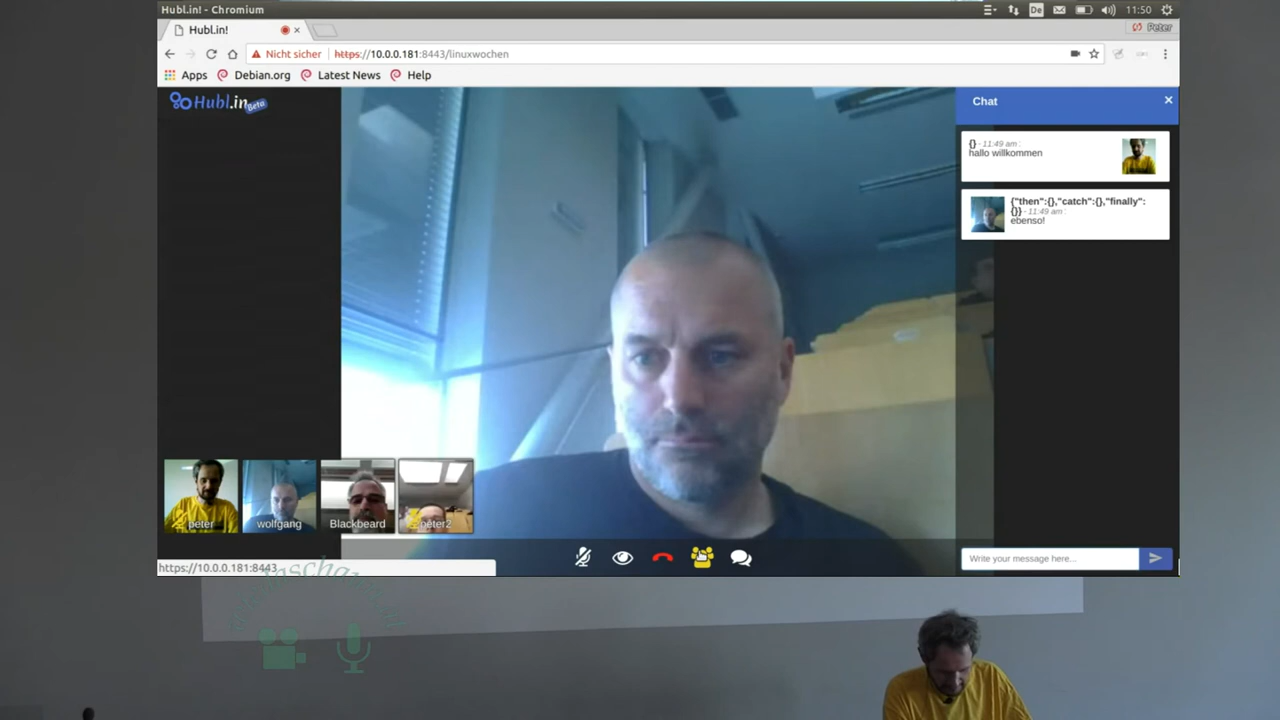 Hubl.in! - Chromium
De
11:50
Hubl.in!
Peter
Nicht sicher
https://10.0.0.181:8443/linuxwochen
Apps
Debian.org
Latest News
Help
Hubl.in Beta
Chat
{} - 11:49 am :
hallo willkommen
{"then":{},"catch":{},"finally":
{}} - 11:49 am :
ebenso!
peter
wolfgang
Blackbeard
peter2
Write your message here...
https://10.0.0.181:8443